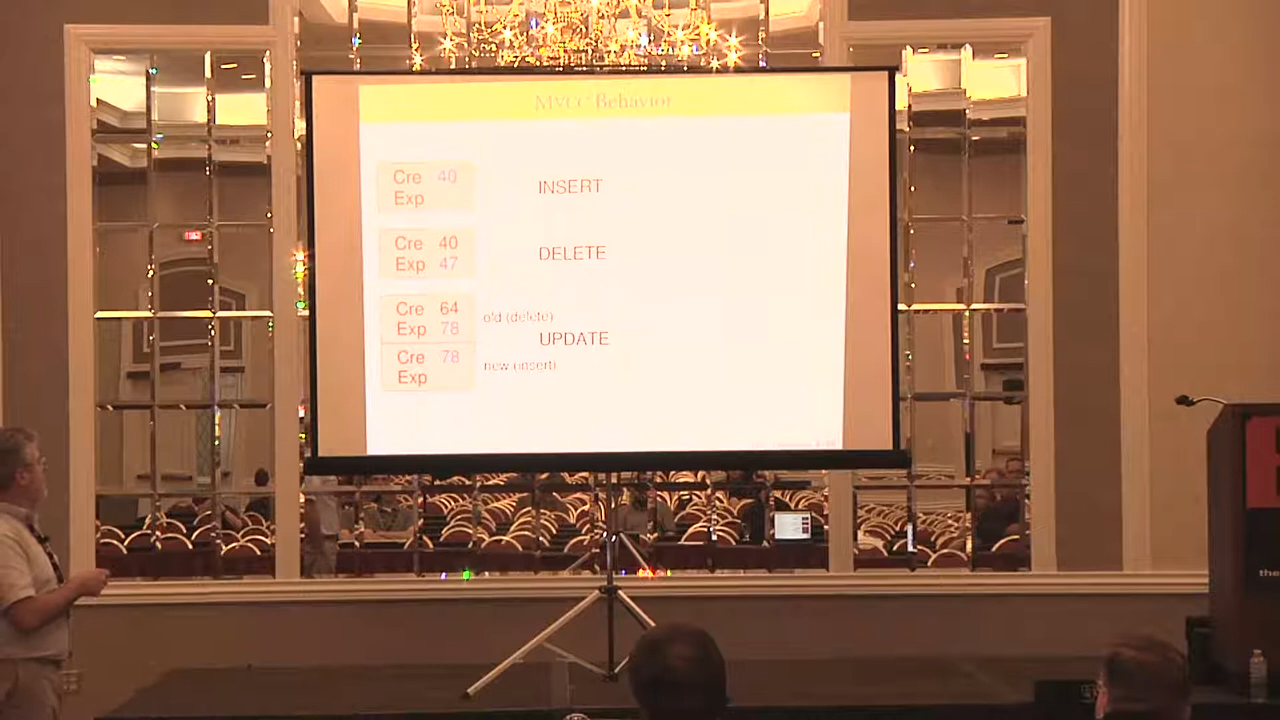 MVCC Behavior
Cre 40
Exp
INSERT
Cre 40
Exp 47
DELETE
Cre 64
Exp 78
old (delete)
UPDATE
Cre 78
Exp
new (insert)
the